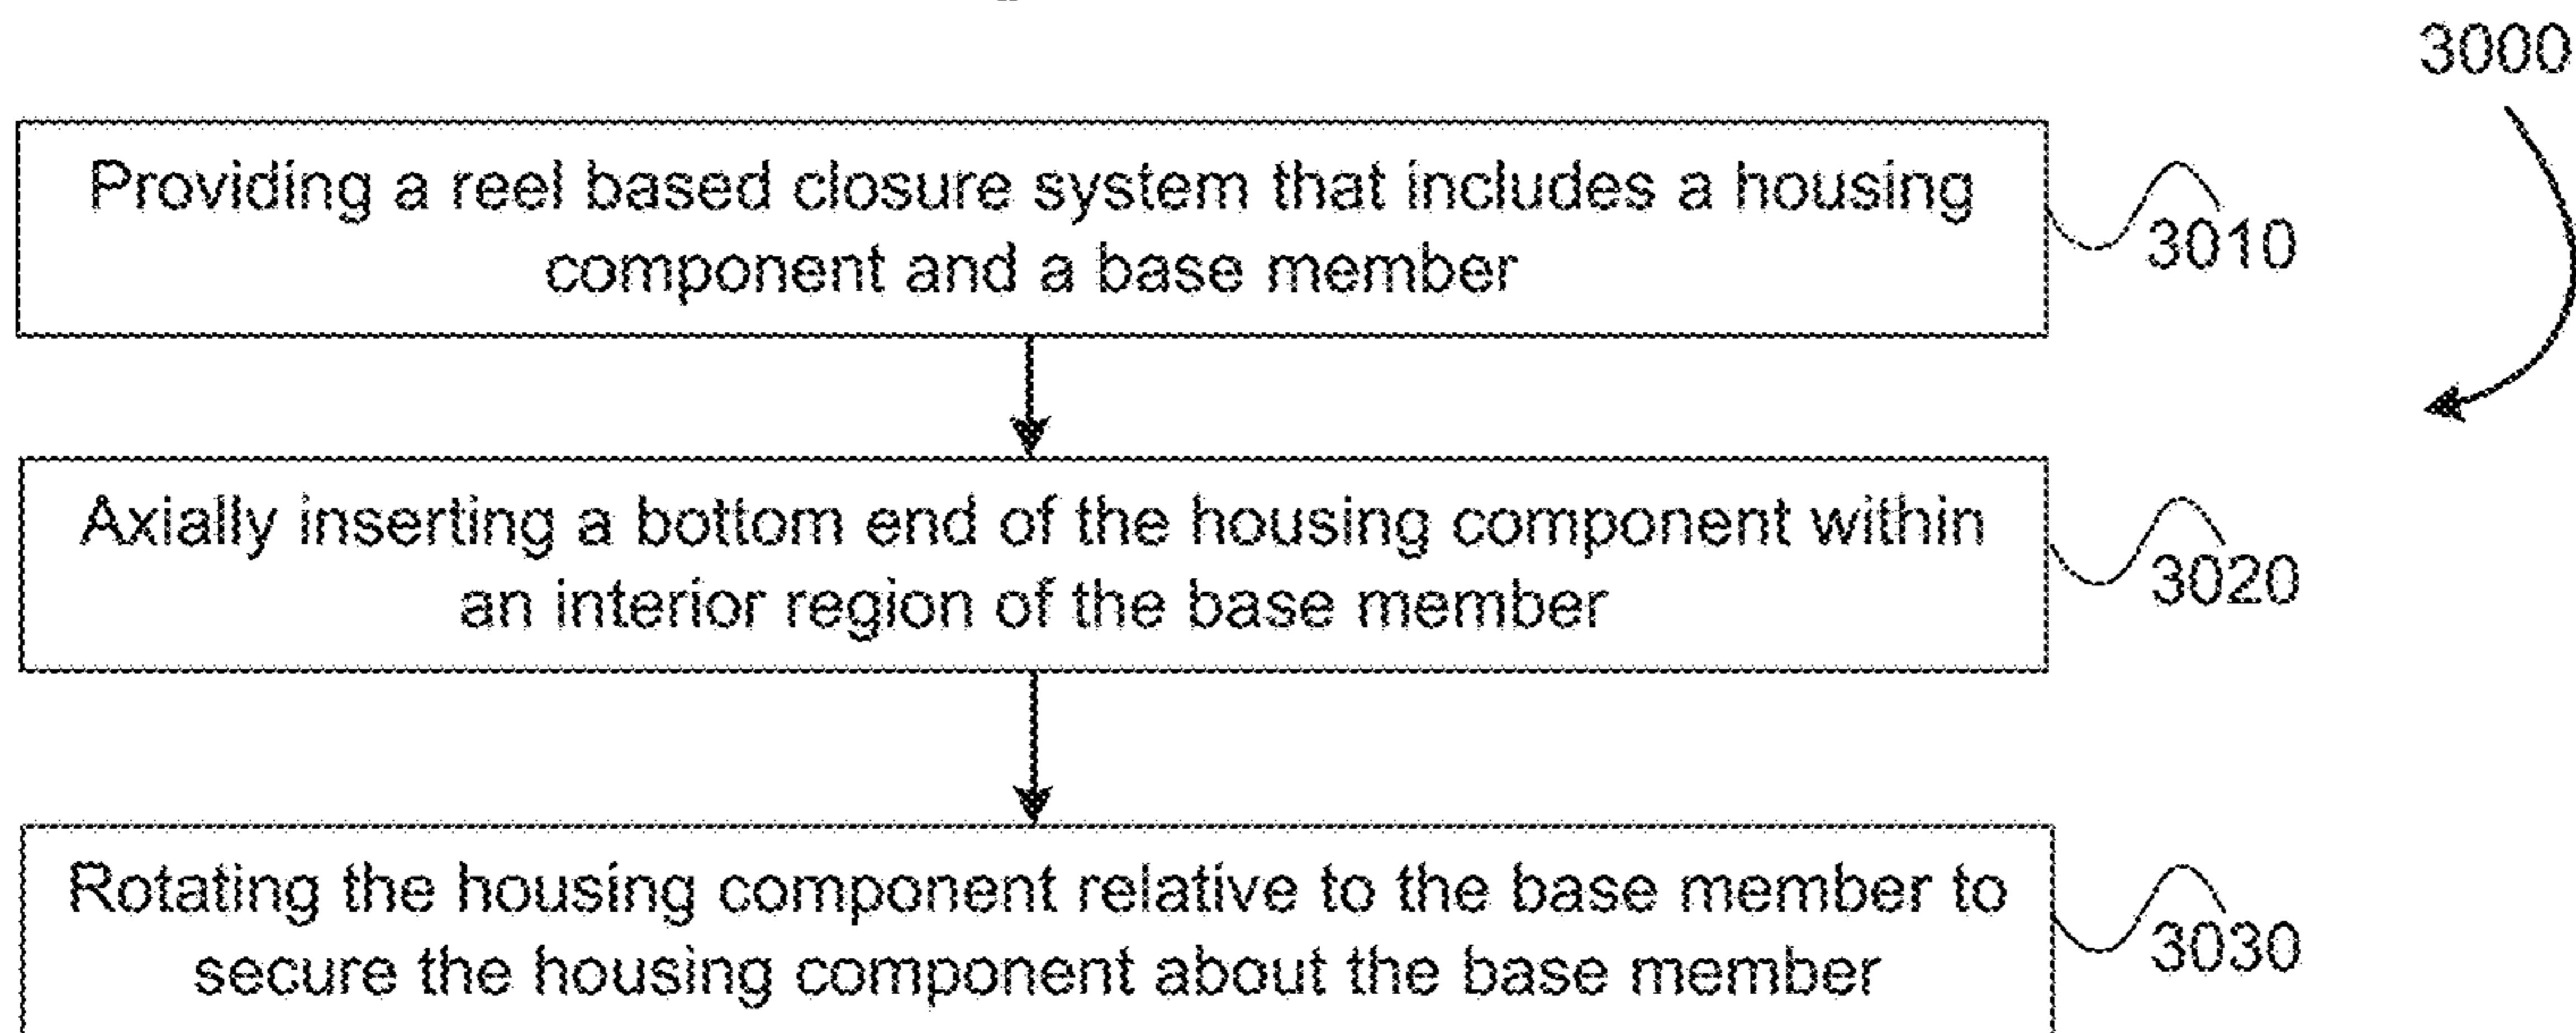 3000
Providing a reel based closure system that includes a housing
component and a base member
3010
Axially inserting a bottom end of the housing component within
an interior region of the base member
3020
Rotating the housing component relative to the base member to
secure the housing component about the base member
3030